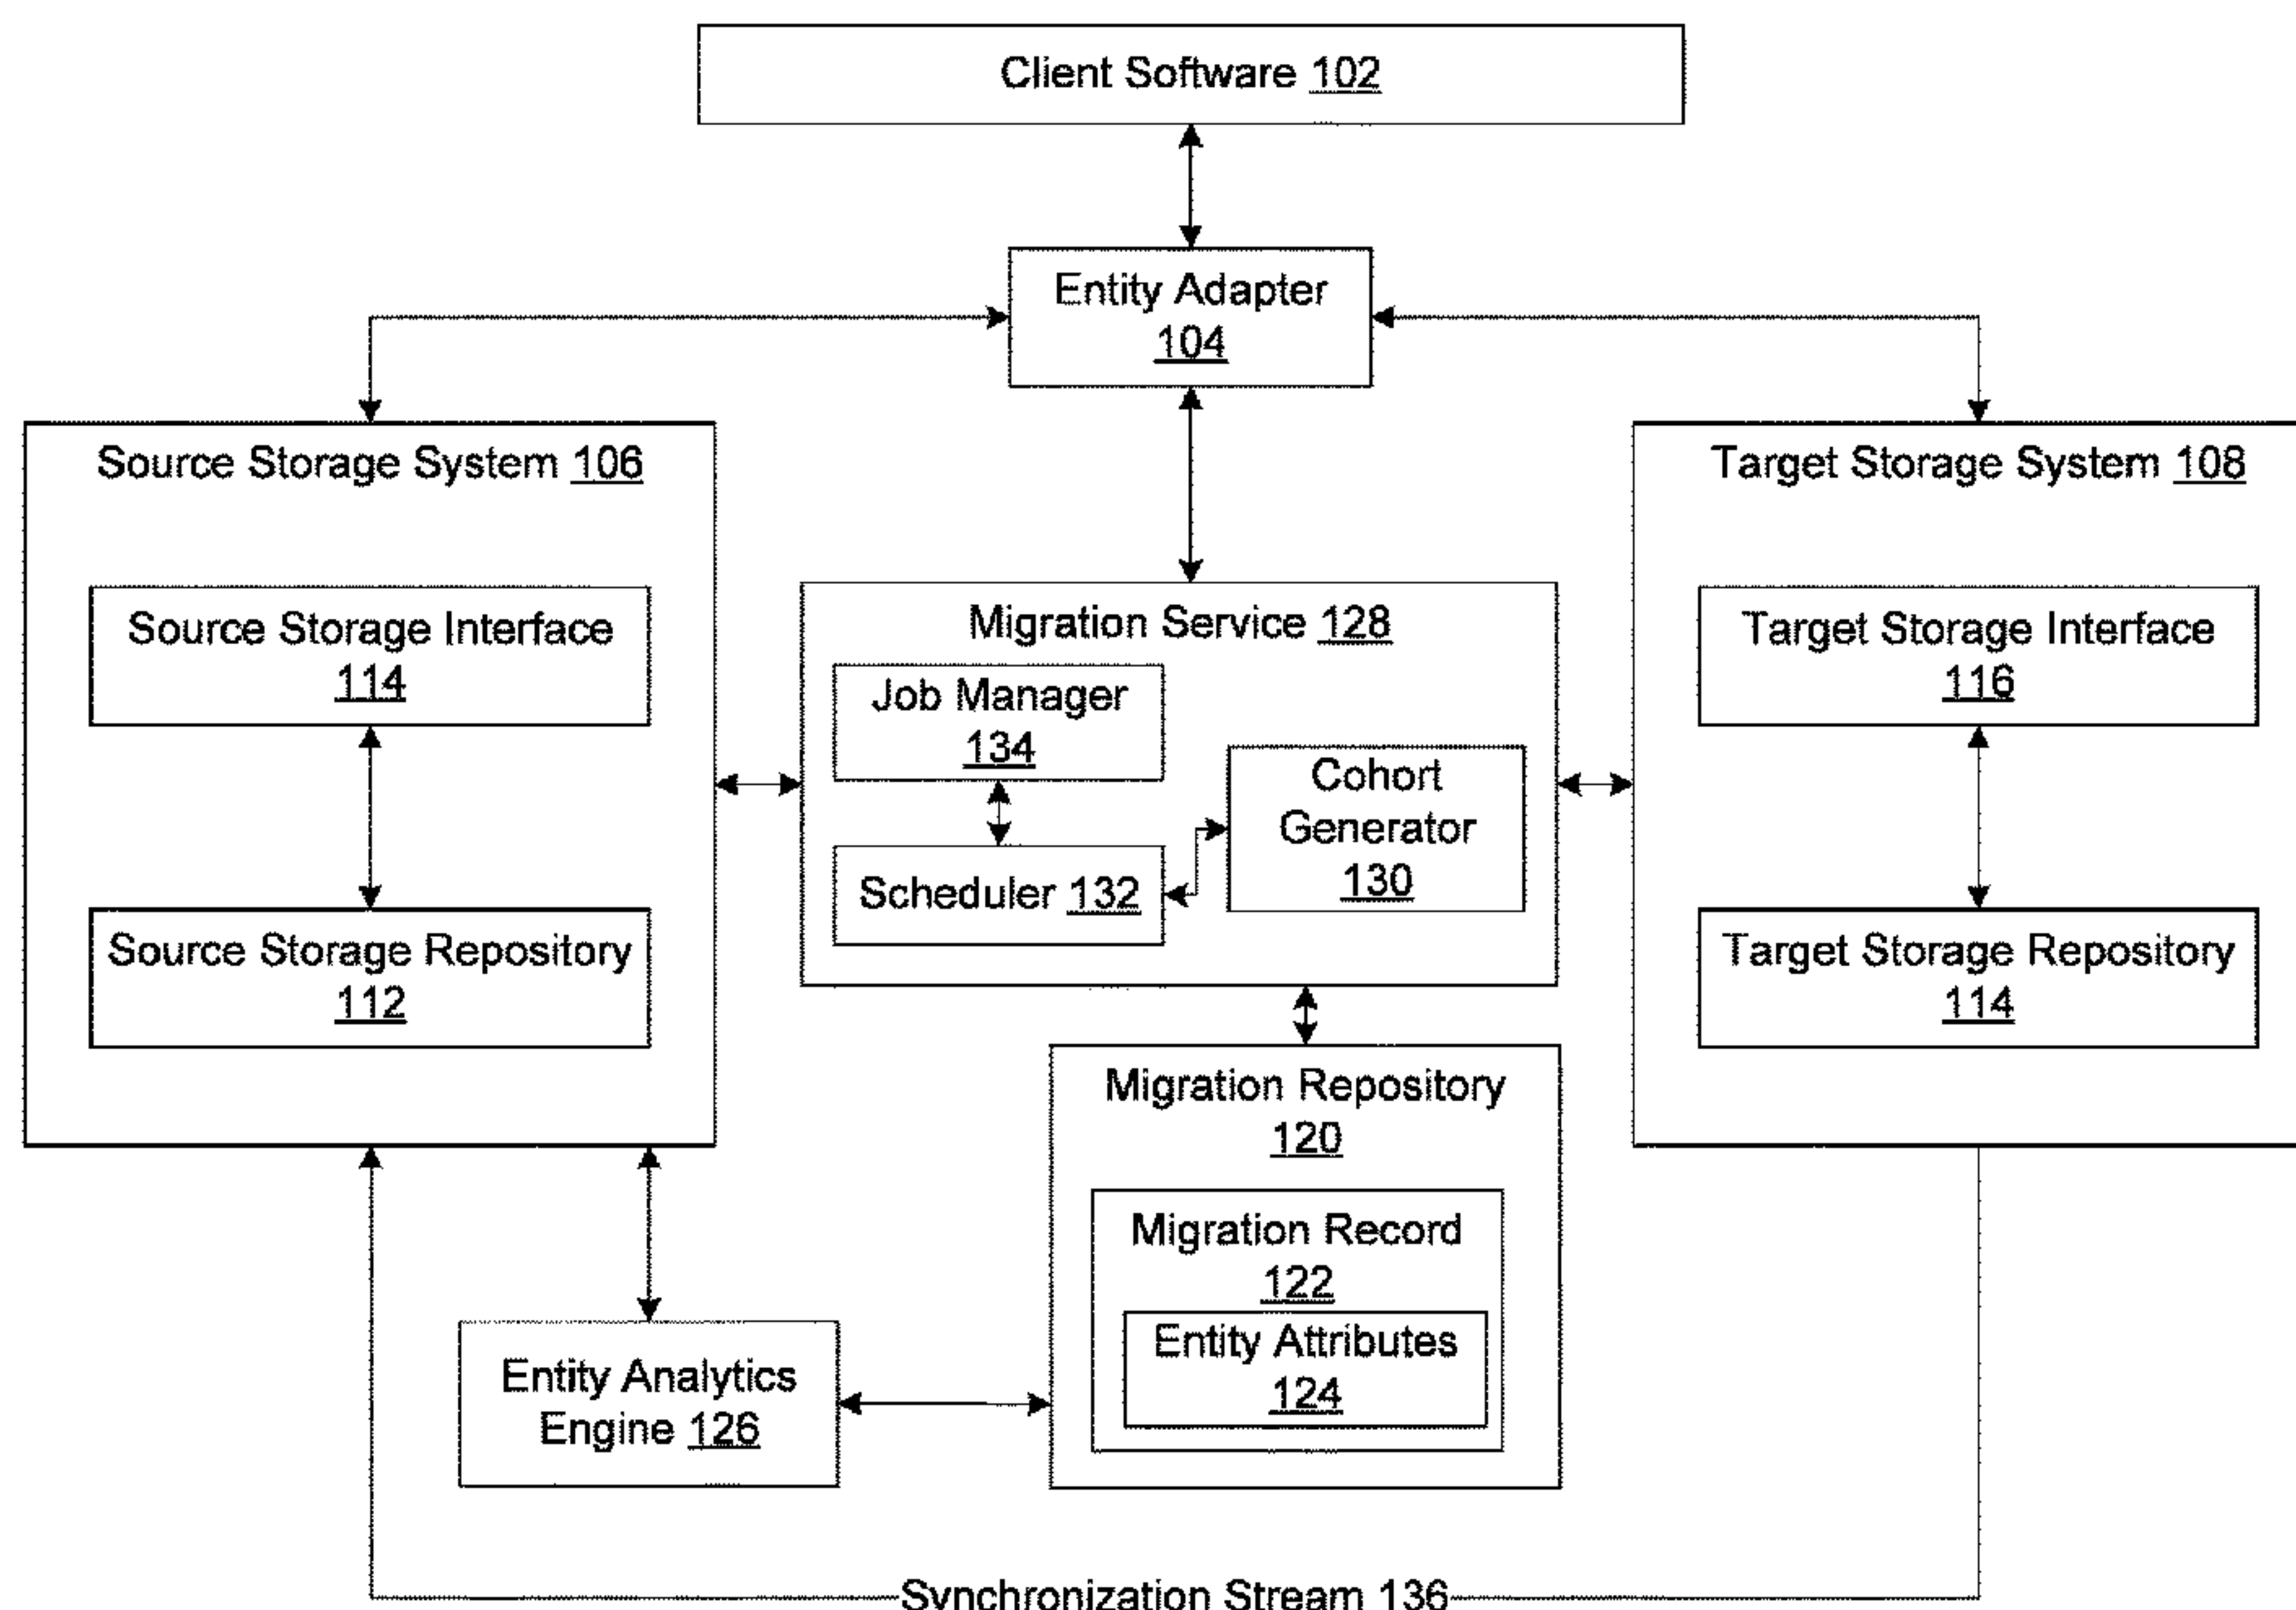 Client Software 102
Entity Adapter
104
Source Storage System 106
Source Storage Interface
114
Source Storage Repository
112
Migration Service 128
Job Manager
134
Scheduler 132
Cohort
Generator
130
Target Storage System 108
Target Storage Interface
116
Target Storage Repository
114
Migration Repository
120
Migration Record
122
Entity Attributes
124
Entity Analytics
Engine 126
Synchronization Stream 136